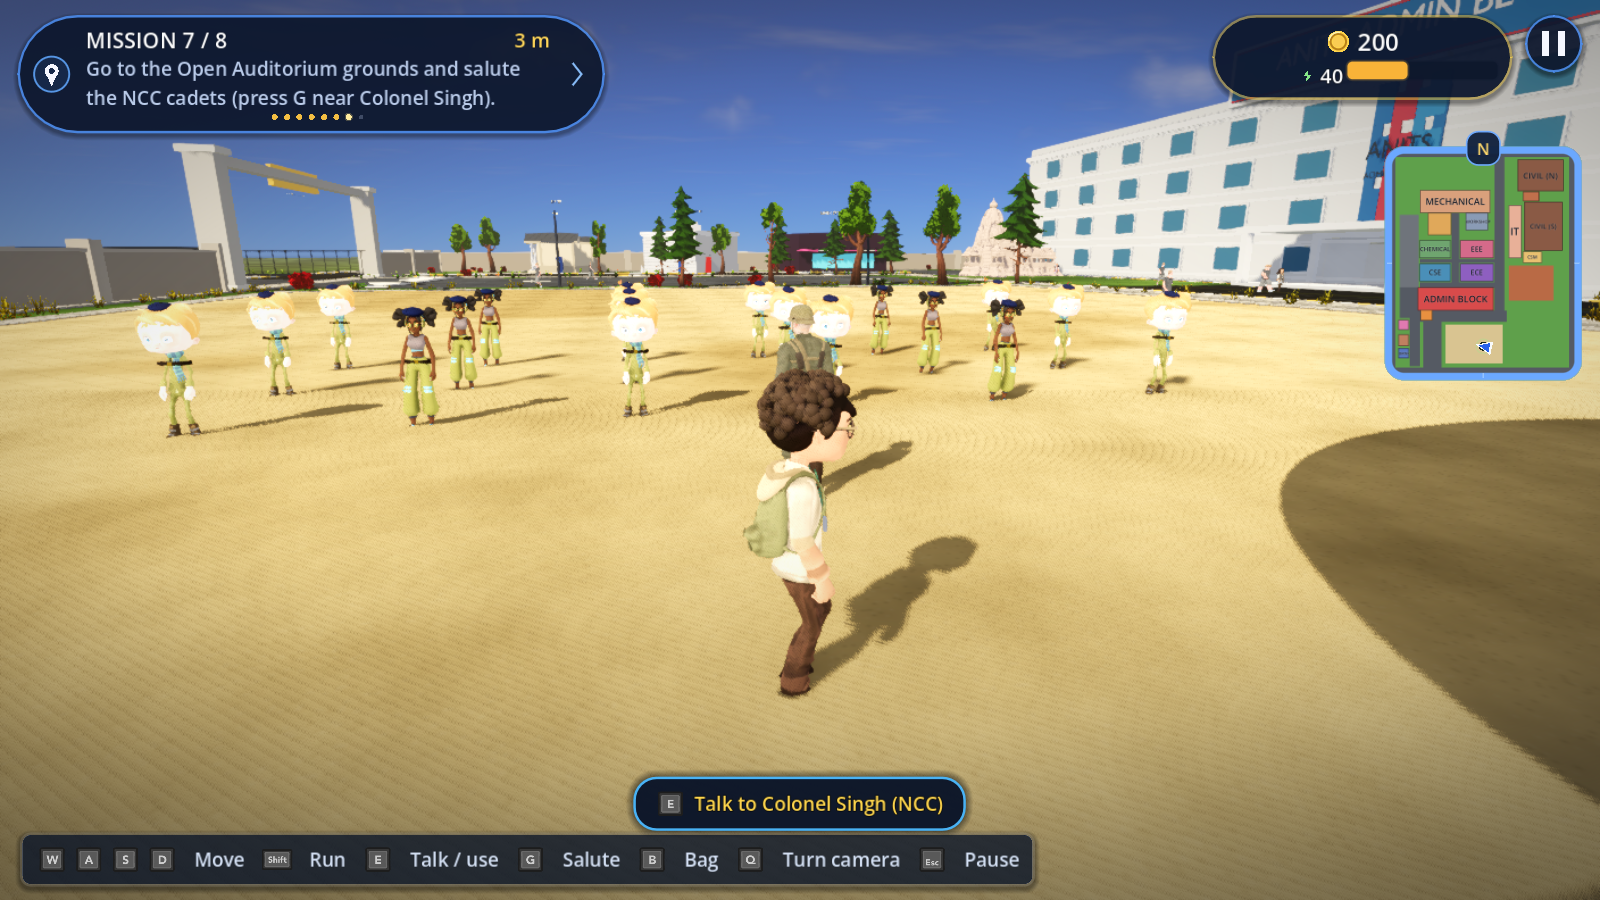 MISSION 7 / 8
3 m
Go to the Open Auditorium grounds and salute
the NCC cadets (press G near Colonel Singh).
200
40
N
CIVIL (N)
MECHANICAL
IT
CIVIL (S)
CHEMICAL
EEE
CSE
ECE
ADMIN BLOCK
E Talk to Colonel Singh (NCC)
W A S D Move Shift Run E Talk / use G Salute B Bag Q Turn camera Esc Pause